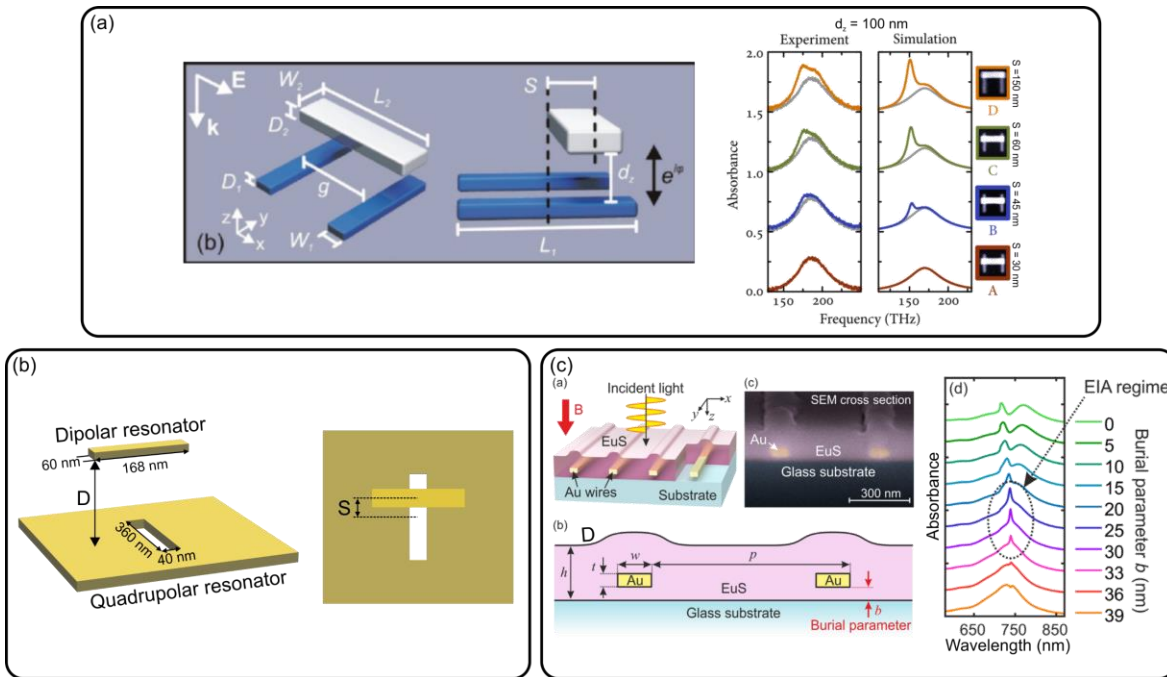 (a)
W₂
L₂
E
k
D₂
D₁
g
W₁
z
y
x
(b)
S
d_z
e^{iφ}
L₁
d_z = 100 nm
Experiment Simulation
Absorbance
2.0
1.5
1.0
0.5
0.0
150 200 150 200
Frequency (THz)
S =150 nm
D
S = 60 nm
C
S = 45 nm
B
S = 30 nm
A
(b)
Dipolar resonator
60 nm
168 nm
D
360 nm
40 nm
Quadrupolar resonator
S
(c)
(a)
Incident light
B
y x
z
EuS
Au wires
Substrate
(c)
SEM cross section
Au
EuS
Glass substrate
300 nm
(b)
D
h
t
w
p
Au
Au
EuS
Glass substrate
b
Burial parameter
(d)
EIA regime
Absorbance
0
5
10
15
20
25
30
33
36
39
Burial parameter b (nm)
650 750 850
Wavelength (nm)